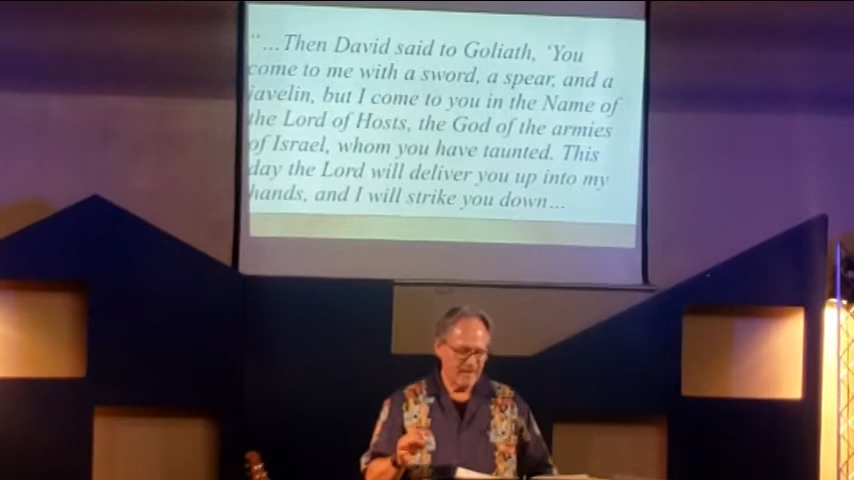 “...Then David said to Goliath, ‘You
come to me with a sword, a spear, and a
javelin, but I come to you in the Name of
the Lord of Hosts, the God of the armies
of Israel, whom you have taunted. This
day the Lord will deliver you up into my
hands, and I will strike you down...